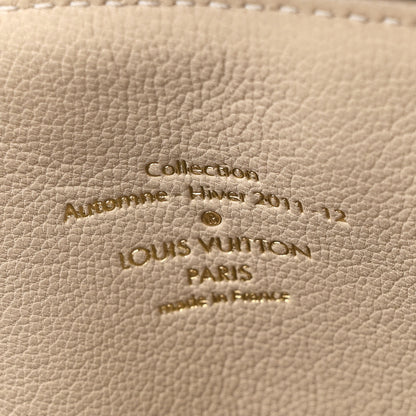 Collection
Automne - Hiver 2011 - 12
®
LOUIS VUITTON
PARIS
made in France